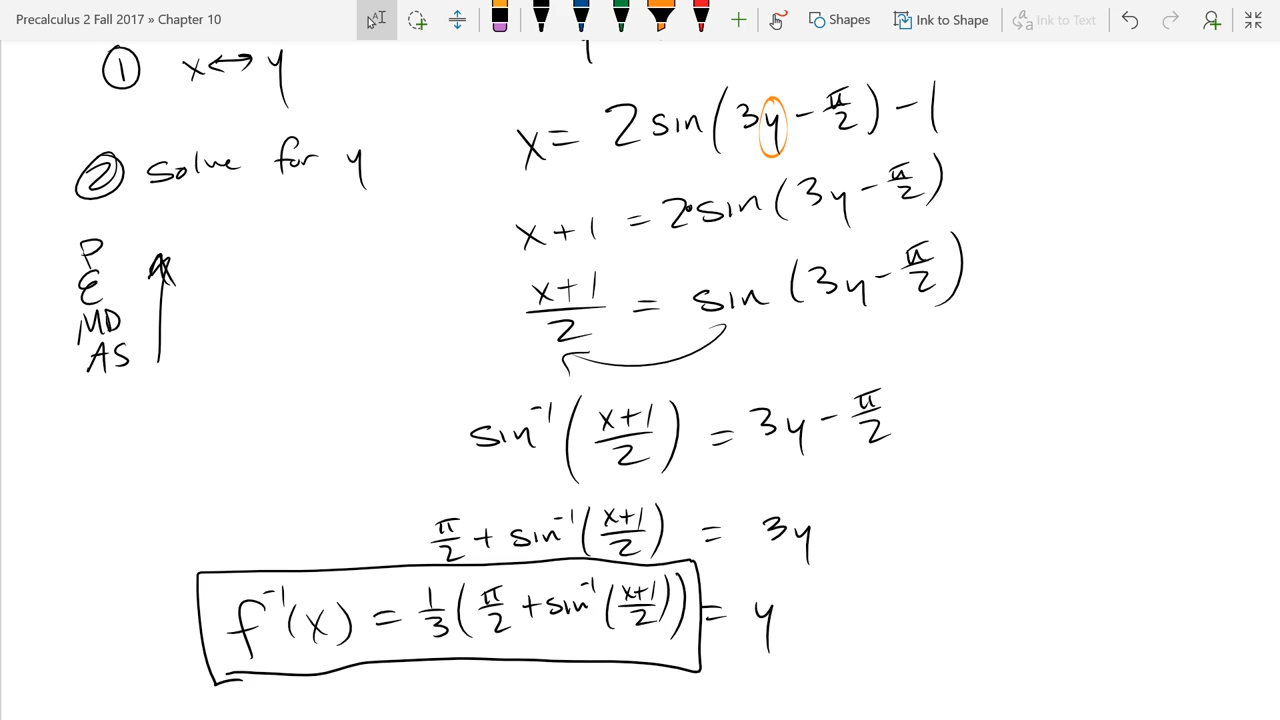 Precalculus 2 Fall 2017 » Chapter 10
Shapes
Ink to Shape
Ink to Text
① x ↔ y
② solve for y
P
E
MD
AS
y
x = 2 sin(3y - π/2) - 1
x + 1 = 2·sin(3y - π/2)
(x+1)/2 = sin(3y - π/2)
sin⁻¹((x+1)/2) = 3y - π/2
π/2 + sin⁻¹((x+1)/2) = 3y
f⁻¹(x) = 1/3(π/2 + sin⁻¹((x+1)/2)) = y